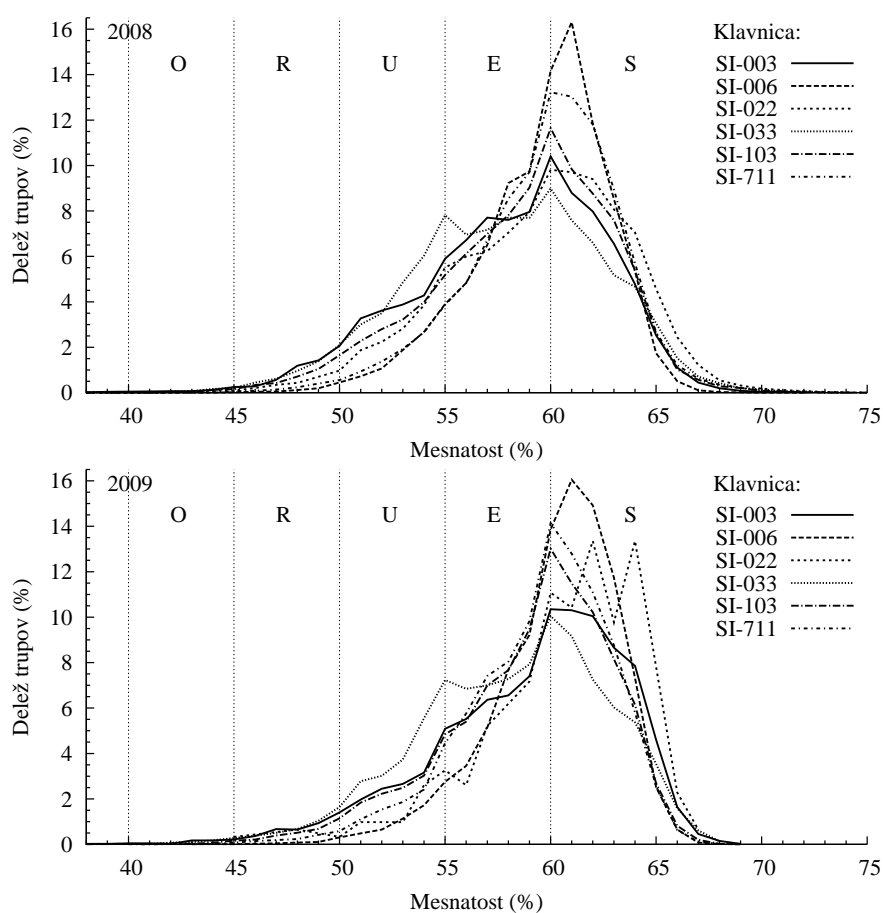 2008
O R U E S
Klavnica:
SI-003
SI-006
SI-022
SI-033
SI-103
SI-711
Delež trupov (%)
16
14
12
10
8
6
4
2
0
40 45 50 55 60 65 70 75
Mesnatost (%)
2009
O R U E S
Klavnica:
SI-003
SI-006
SI-022
SI-033
SI-103
SI-711
Delež trupov (%)
16
14
12
10
8
6
4
2
0
40 45 50 55 60 65 70 75
Mesnatost (%)